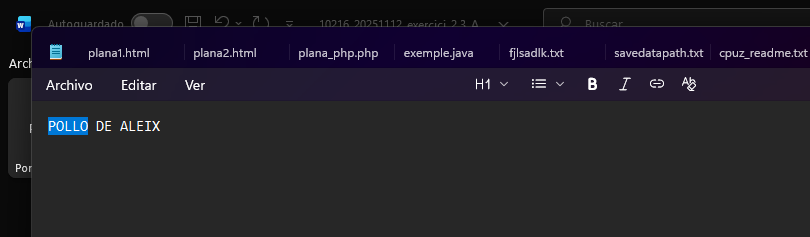 Autoguardado 10216_20251112_exercici_2.3_A Buscar
plana1.html plana2.html plana_php.php exemple.java fjlsadlk.txt savedatapath.txt cpuz_readme.txt
Arch
Archivo Editar Ver H1 B I
POLLO DE ALEIX
Por